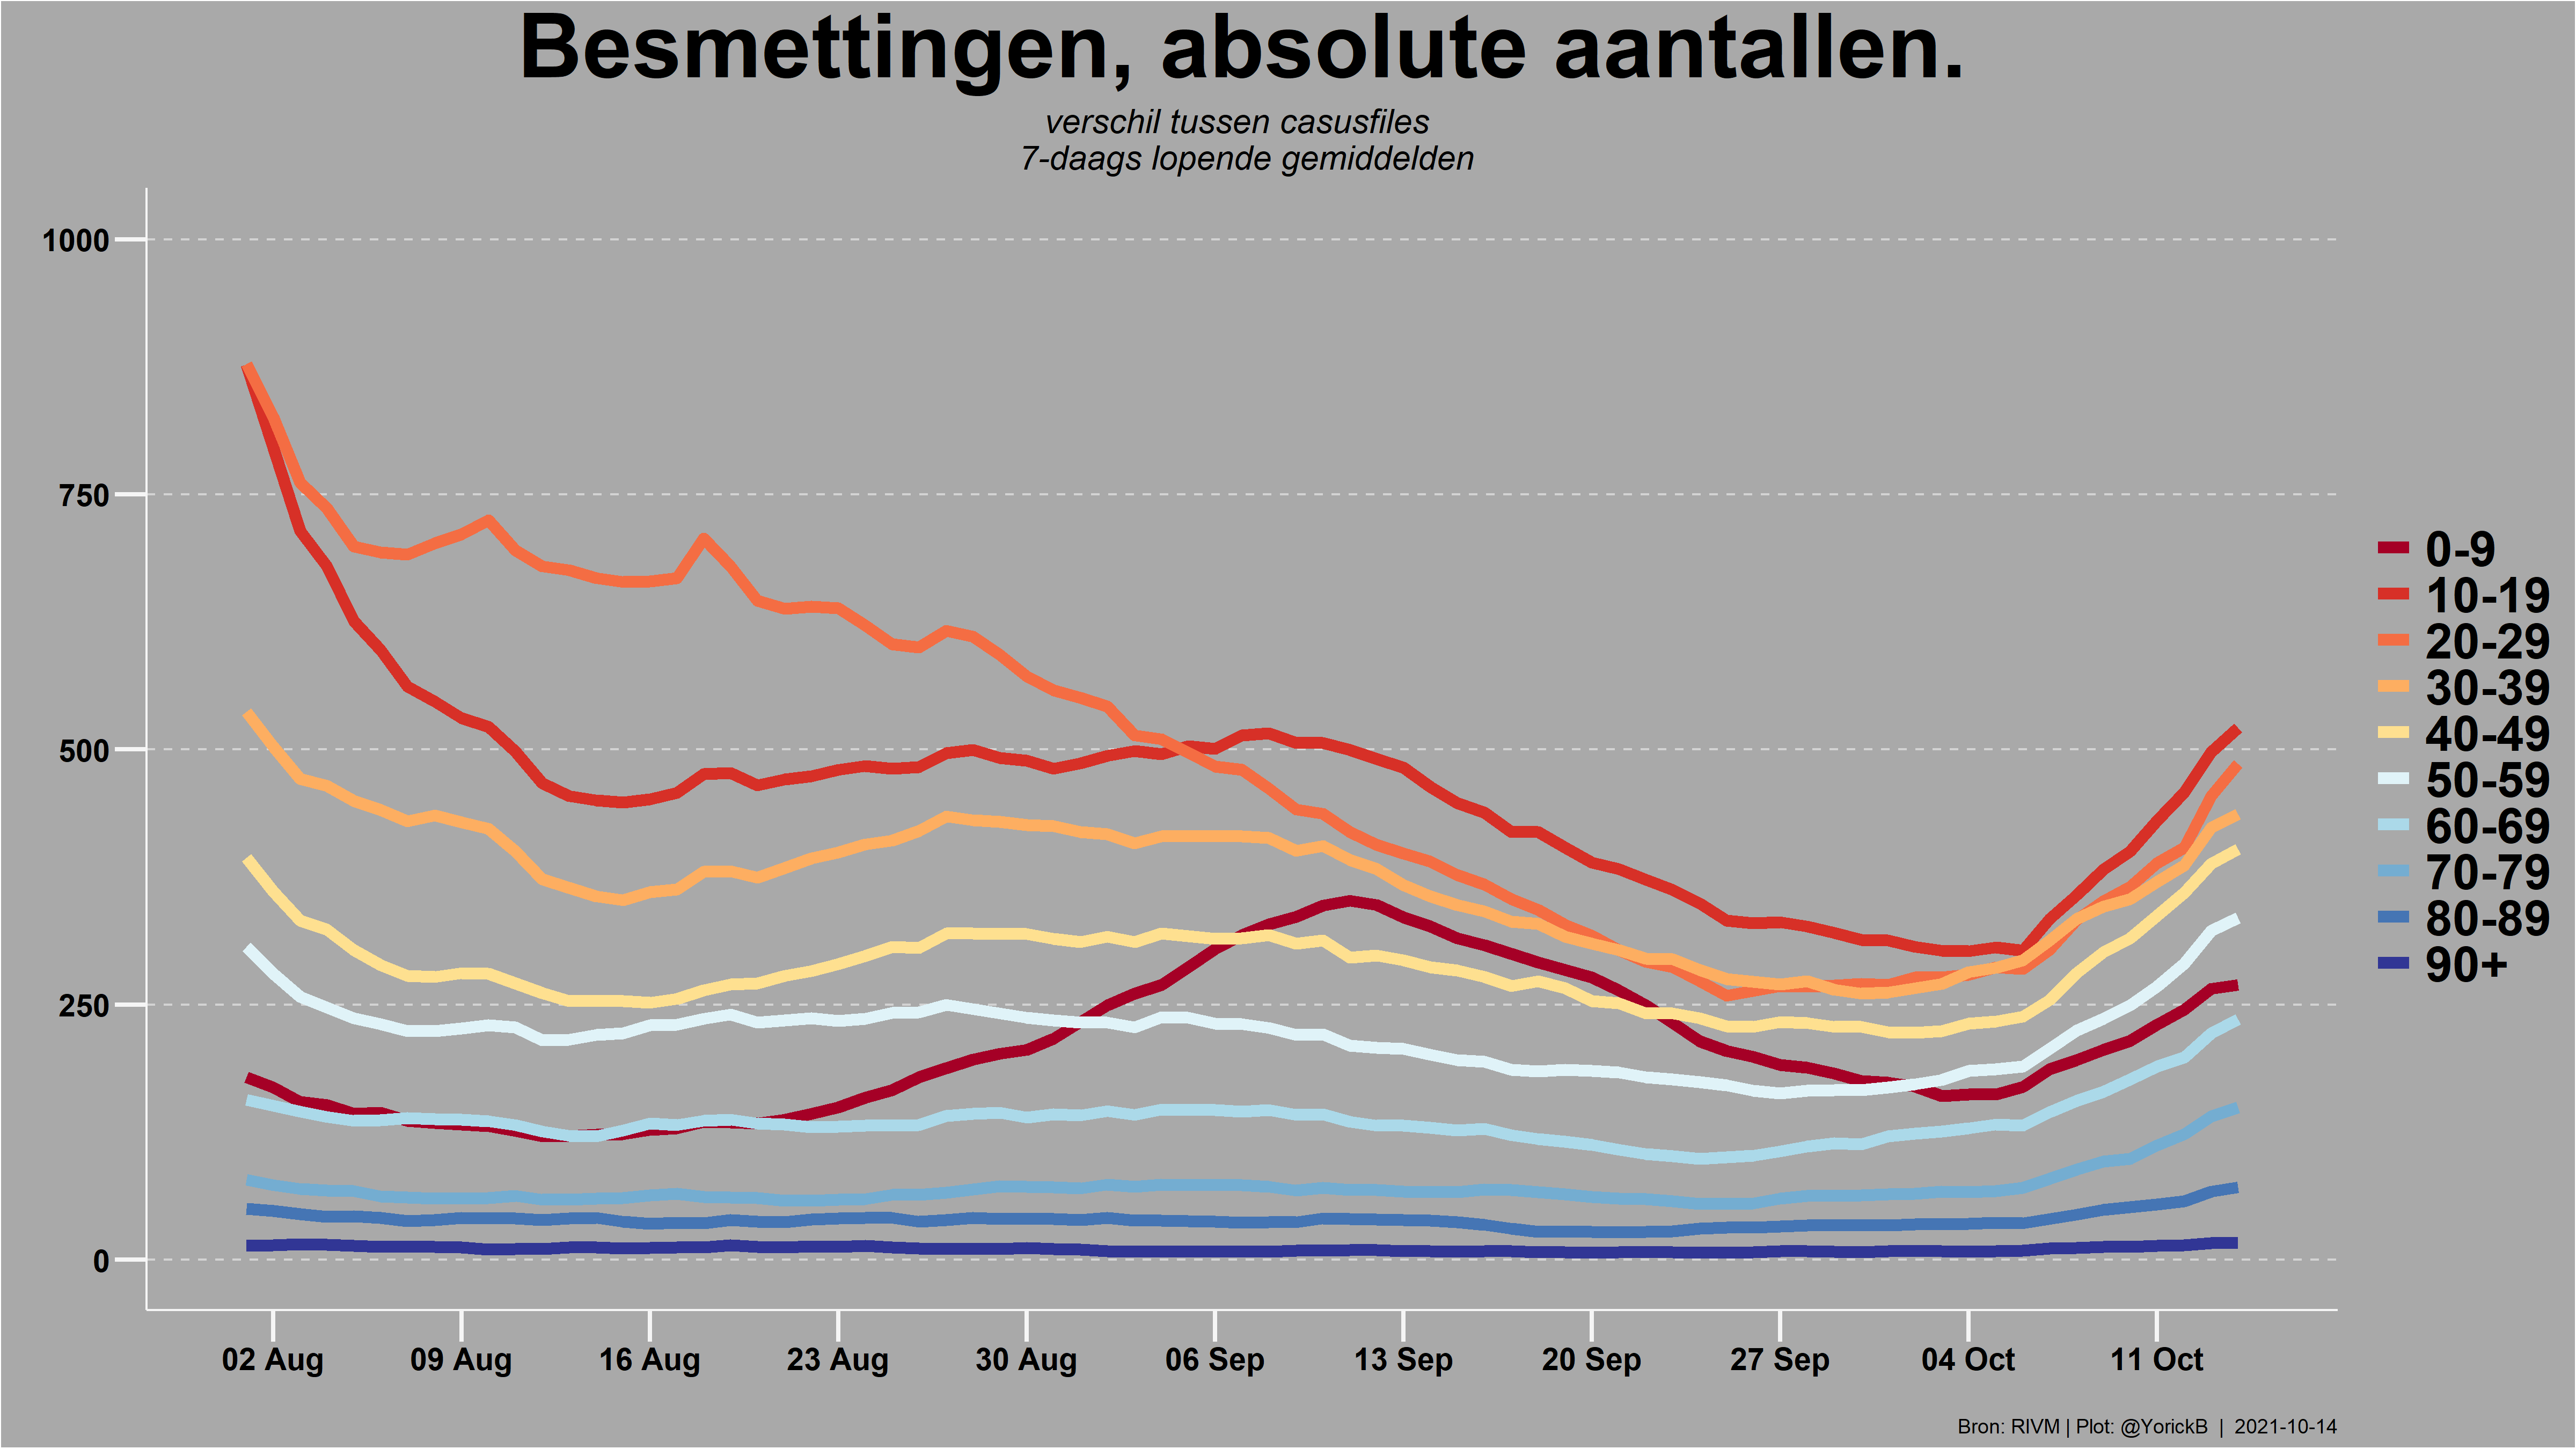 Besmettingen, absolute aantallen.
verschil tussen casusfiles
7-daags lopende gemiddelden
1000
750
500
250
0
0-9
10-19
20-29
30-39
40-49
50-59
60-69
70-79
80-89
90+
02 Aug
09 Aug
16 Aug
23 Aug
30 Aug
06 Sep
13 Sep
20 Sep
27 Sep
04 Oct
11 Oct
Bron: RIVM | Plot: @YorickB | 2021-10-14